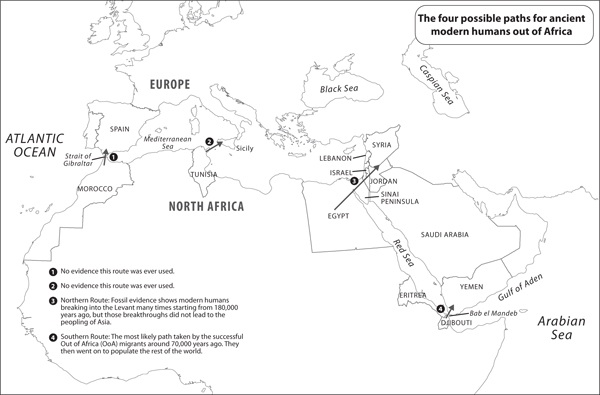 The four possible paths for ancient
modern humans out of Africa
EUROPE
Black Sea
Caspian Sea
ATLANTIC
OCEAN
SPAIN
Mediterranean
Sea
Strait of
Gibraltar
1
2
Sicily
MOROCCO
TUNISIA
NORTH AFRICA
LEBANON
SYRIA
ISRAEL
3
JORDAN
SINAI
PENINSULA
EGYPT
SAUDI ARABIA
Red Sea
ERITREA
YEMEN
Gulf of Aden
4
Bab el Mandeb
DJIBOUTI
Arabian
Sea
1 No evidence this route was ever used.
2 No evidence this route was ever used.
3 Northern Route: Fossil evidence shows modern humans
breaking into the Levant many times starting from 180,000
years ago, but those breakthroughs did not lead to the
peopling of Asia.
4 Southern Route: The most likely path taken by the successful
Out of Africa (OoA) migrants around 70,000 years ago. They
then went on to populate the rest of the world.